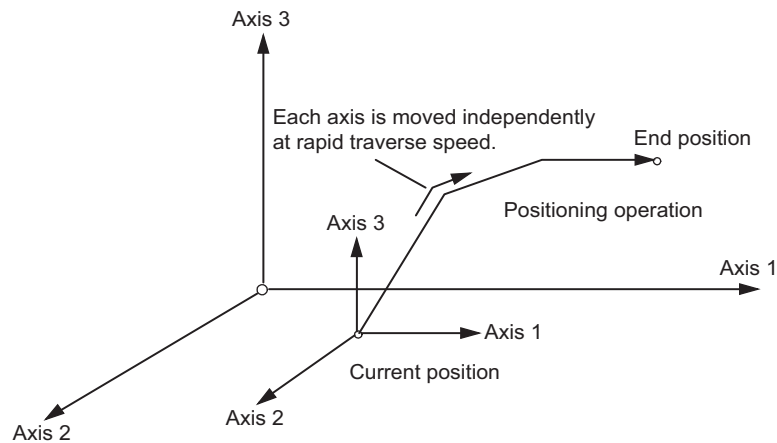 Axis 3
Each axis is moved independently
at rapid traverse speed.
End position
Positioning operation
Axis 3
Axis 1
Axis 1
Current position
Axis 2
Axis 2